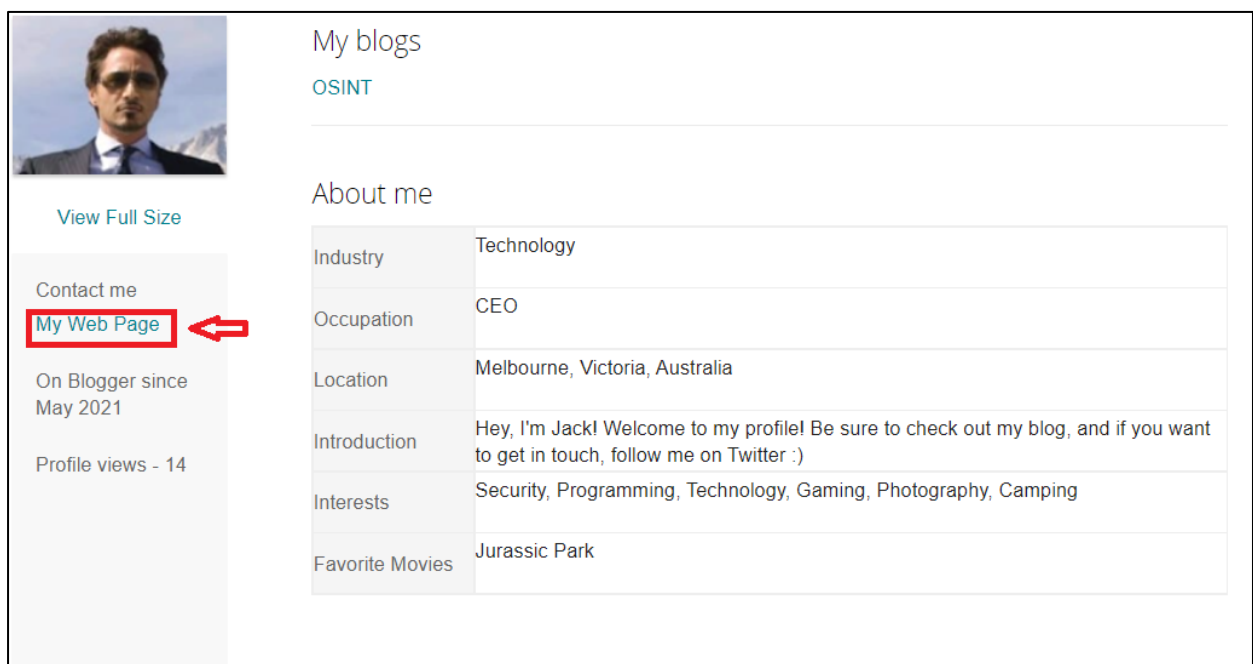 My blogs
OSINT
View Full Size
Contact me
My Web Page
On Blogger since
May 2021
Profile views - 14
About me
Industry Technology
Occupation CEO
Location Melbourne, Victoria, Australia
Introduction Hey, I'm Jack! Welcome to my profile! Be sure to check out my blog, and if you want
to get in touch, follow me on Twitter :)
Interests Security, Programming, Technology, Gaming, Photography, Camping
Favorite Movies Jurassic Park